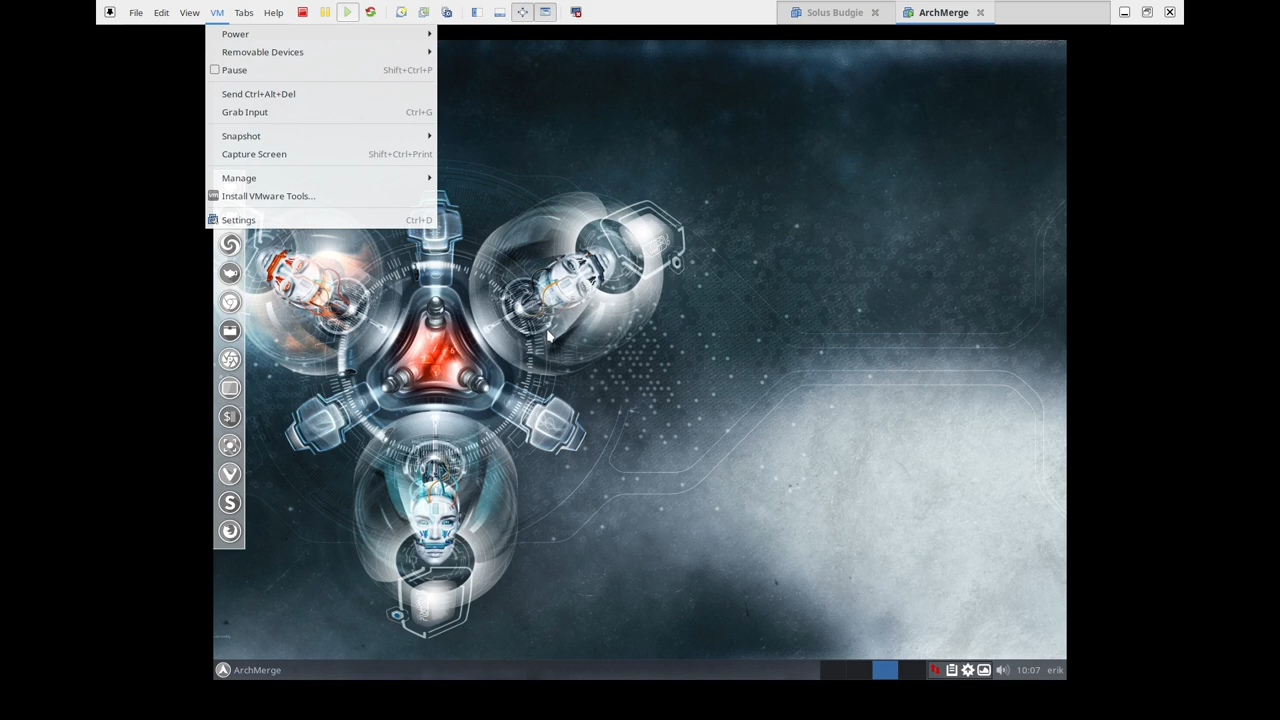 File Edit View VM Tabs Help Solus Budgie ArchMerge
Power
Removable Devices
Pause Shift+Ctrl+P
Send Ctrl+Alt+Del
Grab Input Ctrl+G
Snapshot
Capture Screen Shift+Ctrl+Print
Manage
vm Install VMware Tools...
Settings Ctrl+D
$
S
ArchMerge 10:07 erik